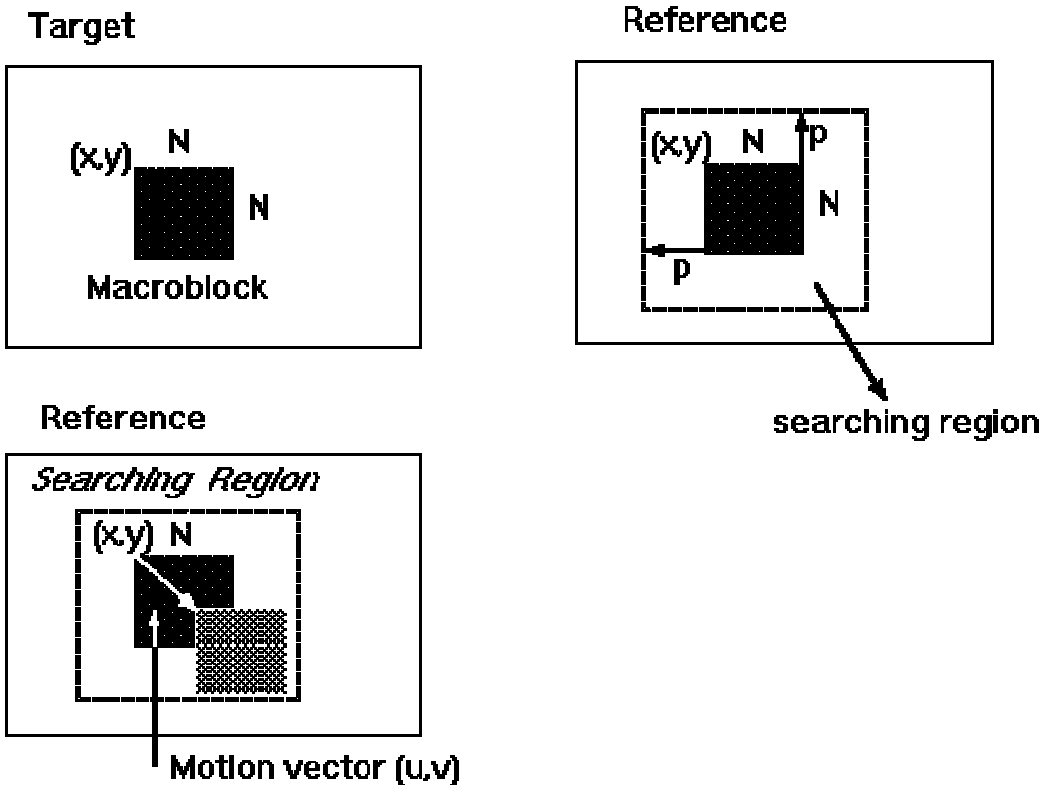 Target
(x,y) N
N
Macroblock
Reference
(x,y) N p
N
p
searching region
Reference
Searching Region
(x,y) N
Motion vector (u,v)